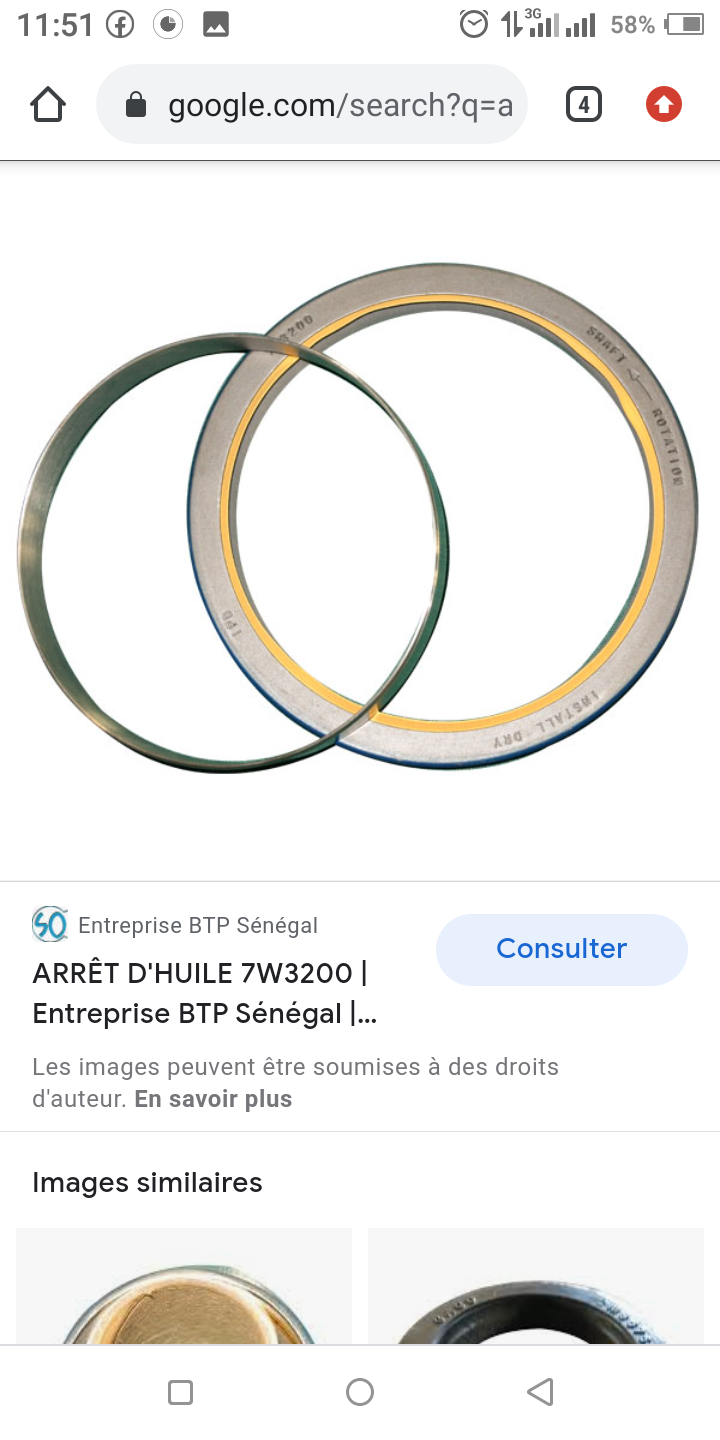 11:51
3G
58%
google.com/search?q=a
4
3200
SHAFT
ROTATION
IPD
INSTALL DRY
Entreprise BTP Sénégal
Consulter
ARRÊT D'HUILE 7W3200 |
Entreprise BTP Sénégal |...
Les images peuvent être soumises à des droits
d'auteur. En savoir plus
Images similaires